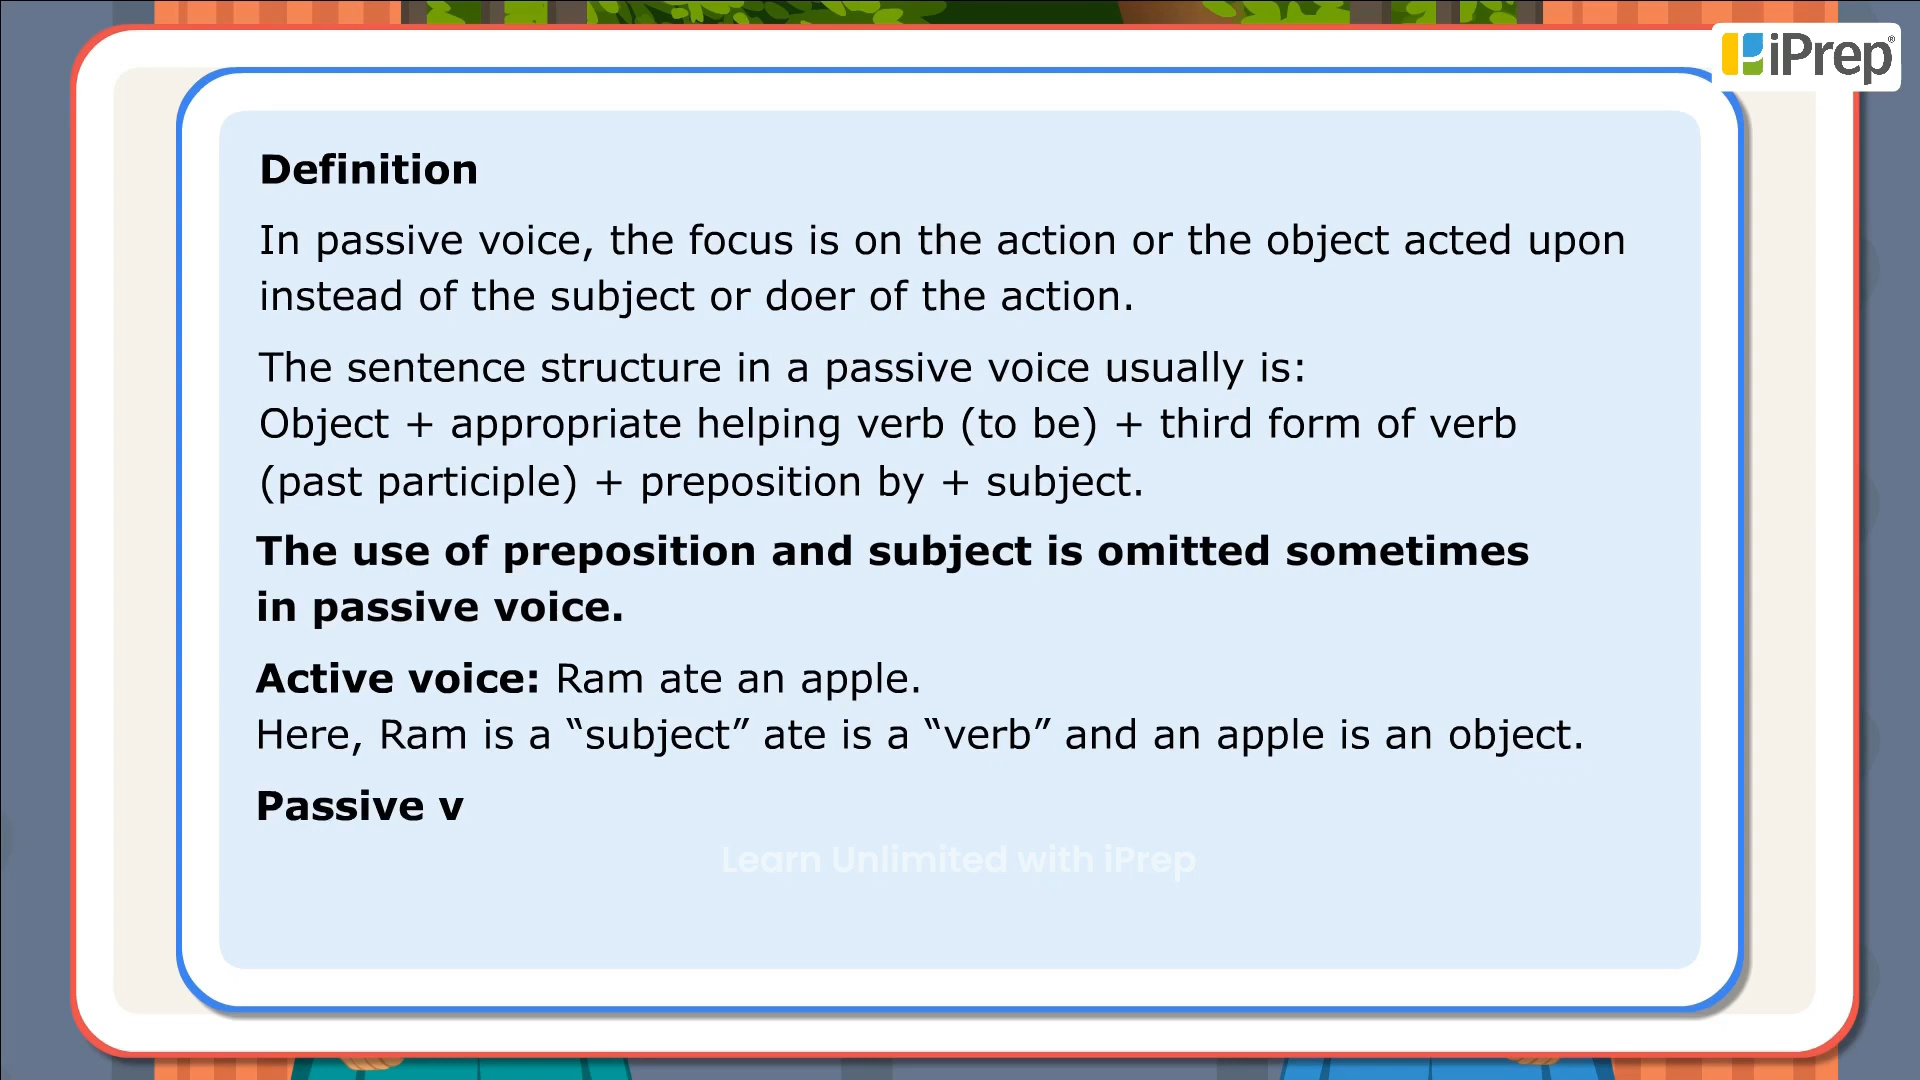 iPrep®
Definition
In passive voice, the focus is on the action or the object acted upon
instead of the subject or doer of the action.
The sentence structure in a passive voice usually is:
Object + appropriate helping verb (to be) + third form of verb
(past participle) + preposition by + subject.
The use of preposition and subject is omitted sometimes
in passive voice.
Active voice: Ram ate an apple.
Here, Ram is a “subject” ate is a “verb” and an apple is an object.
Passive v
Learn Unlimited with iPrep